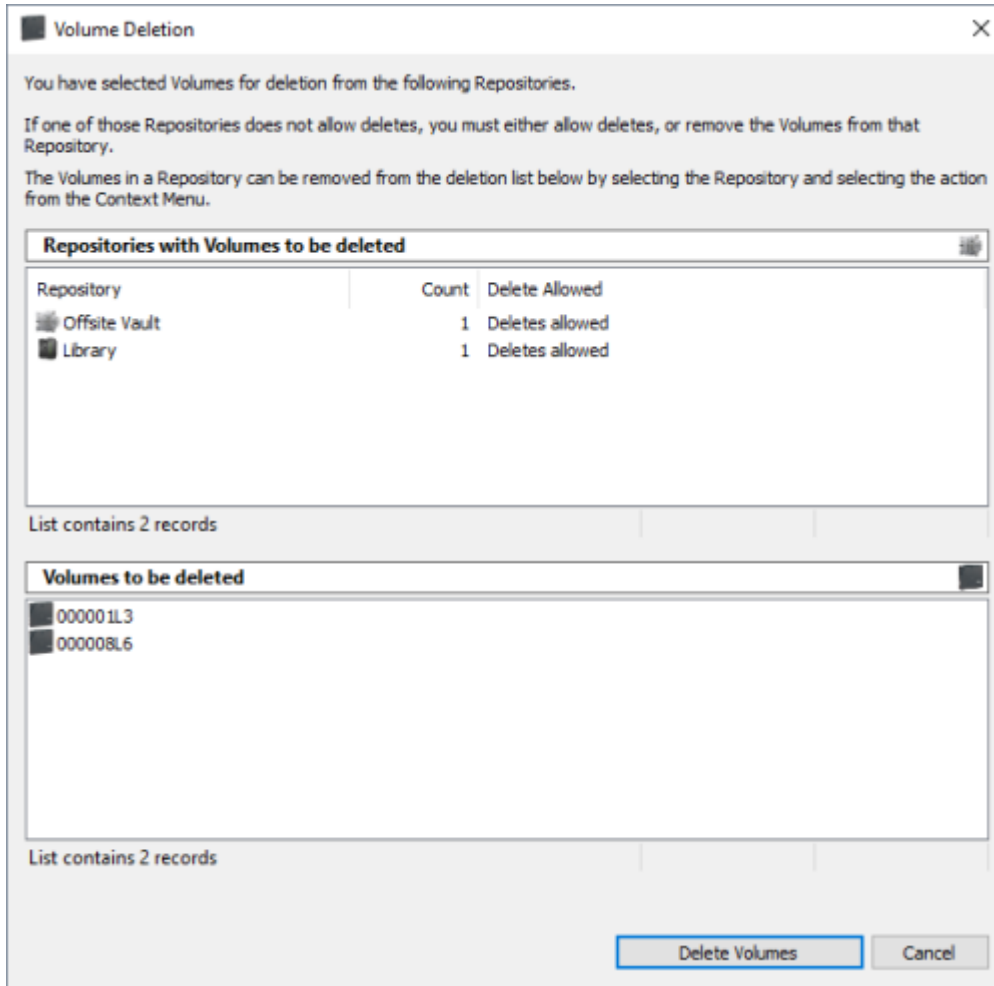 Volume Deletion
You have selected Volumes for deletion from the following Repositories.
If one of those Repositories does not allow deletes, you must either allow deletes, or remove the Volumes from that
Repository.
The Volumes in a Repository can be removed from the deletion list below by selecting the Repository and selecting the action
from the Context Menu.
Repositories with Volumes to be deleted
Repository Count Delete Allowed
Offsite Vault 1 Deletes allowed
Library 1 Deletes allowed
List contains 2 records
Volumes to be deleted
000001L3
000008L6
List contains 2 records
Delete Volumes Cancel